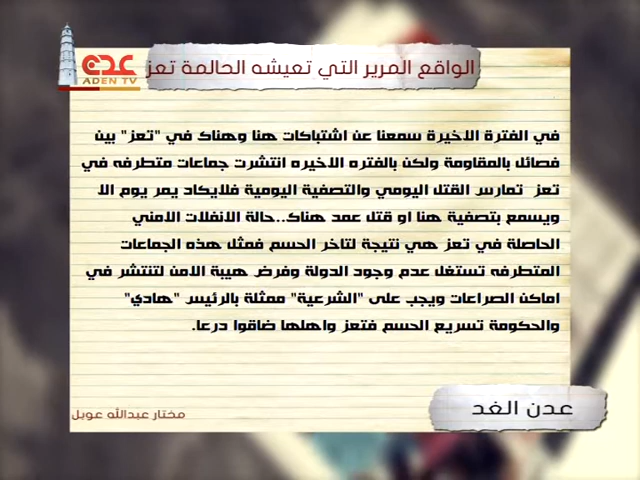 عدن
ADEN TV
الواقع المرير التي تعيشه الحالمة تعز
في الفترة الاخيرة سمعنا عن اشتباكات هنا وهناك في "تعز" بين
فصائل بالمقاومة ولكن بالفتره الاخيره انتشرت جماعات متطرفه في
تعز تمارس القتل اليومي والتصفية اليومية فلايكاد يمر يوم الا
ويسمع بتصفية هنا او قتل عمد هناك..حالة الانفلات الامني
الحاصلة في تعز هي نتيجة لتاخر الحسم فمثل هذه الجماعات
المتطرفه تستغل عدم وجود الدولة وفرض هيبة الامن لتنتشر في
اماكن الصراعات ويجب على "الشرعية" ممثلة بالرئيس "هادي"
والحكومة تسريع الحسم فتعز واهلها ضاقوا درعا.
مختار عبدالله عوبل
عدن الغد